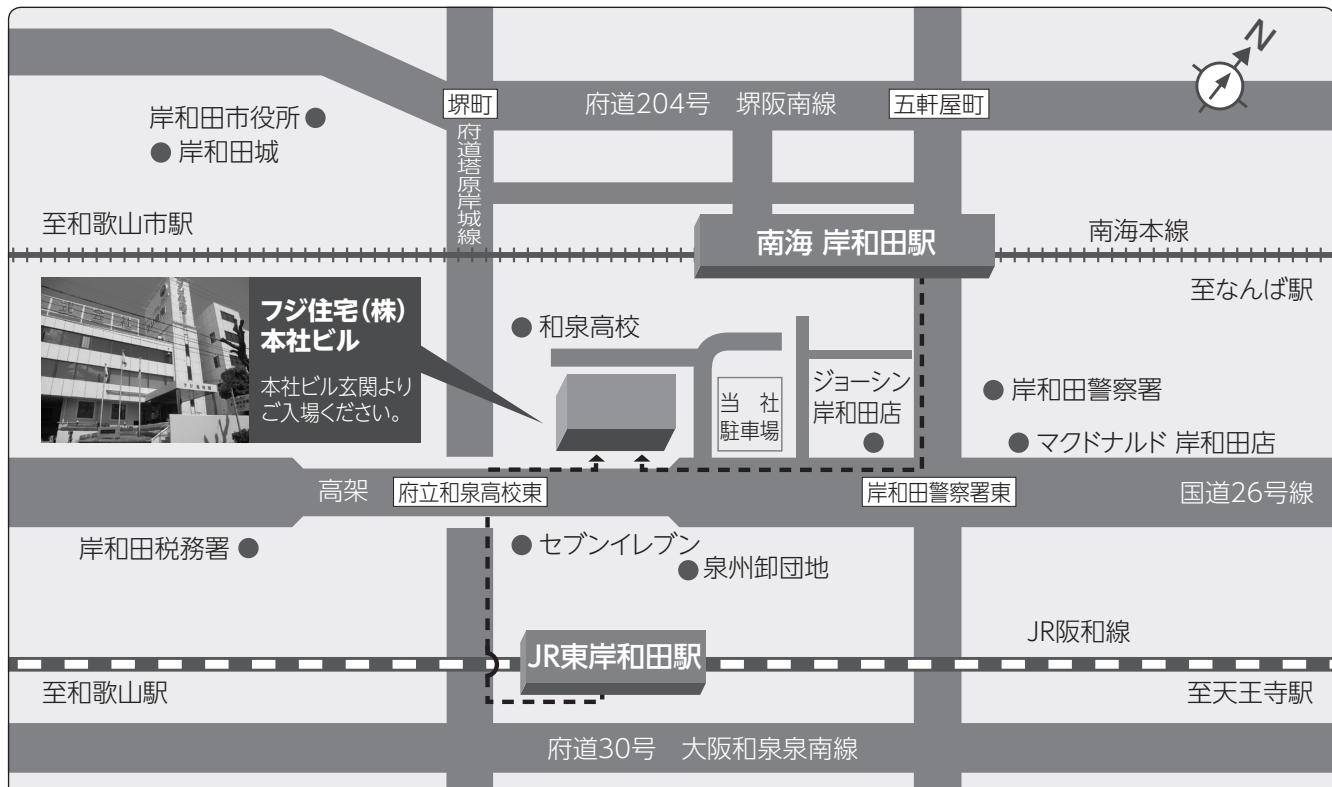 N
堺町
府道204号 堺阪南線
五軒屋町
岸和田市役所
岸和田城
府道塔原岸城線
至和歌山市駅
南海 岸和田駅
南海本線
至なんば駅
フジ住宅(株)
本社ビル
本社ビル玄関より
ご入場ください。
和泉高校
当 社
駐車場
ジョーシン
岸和田店
岸和田警察署
マクドナルド 岸和田店
高架
府立和泉高校東
岸和田警察署東
国道26号線
岸和田税務署
セブンイレブン
泉州卸団地
JR阪和線
JR東岸和田駅
至和歌山駅
至天王寺駅
府道30号 大阪和泉泉南線